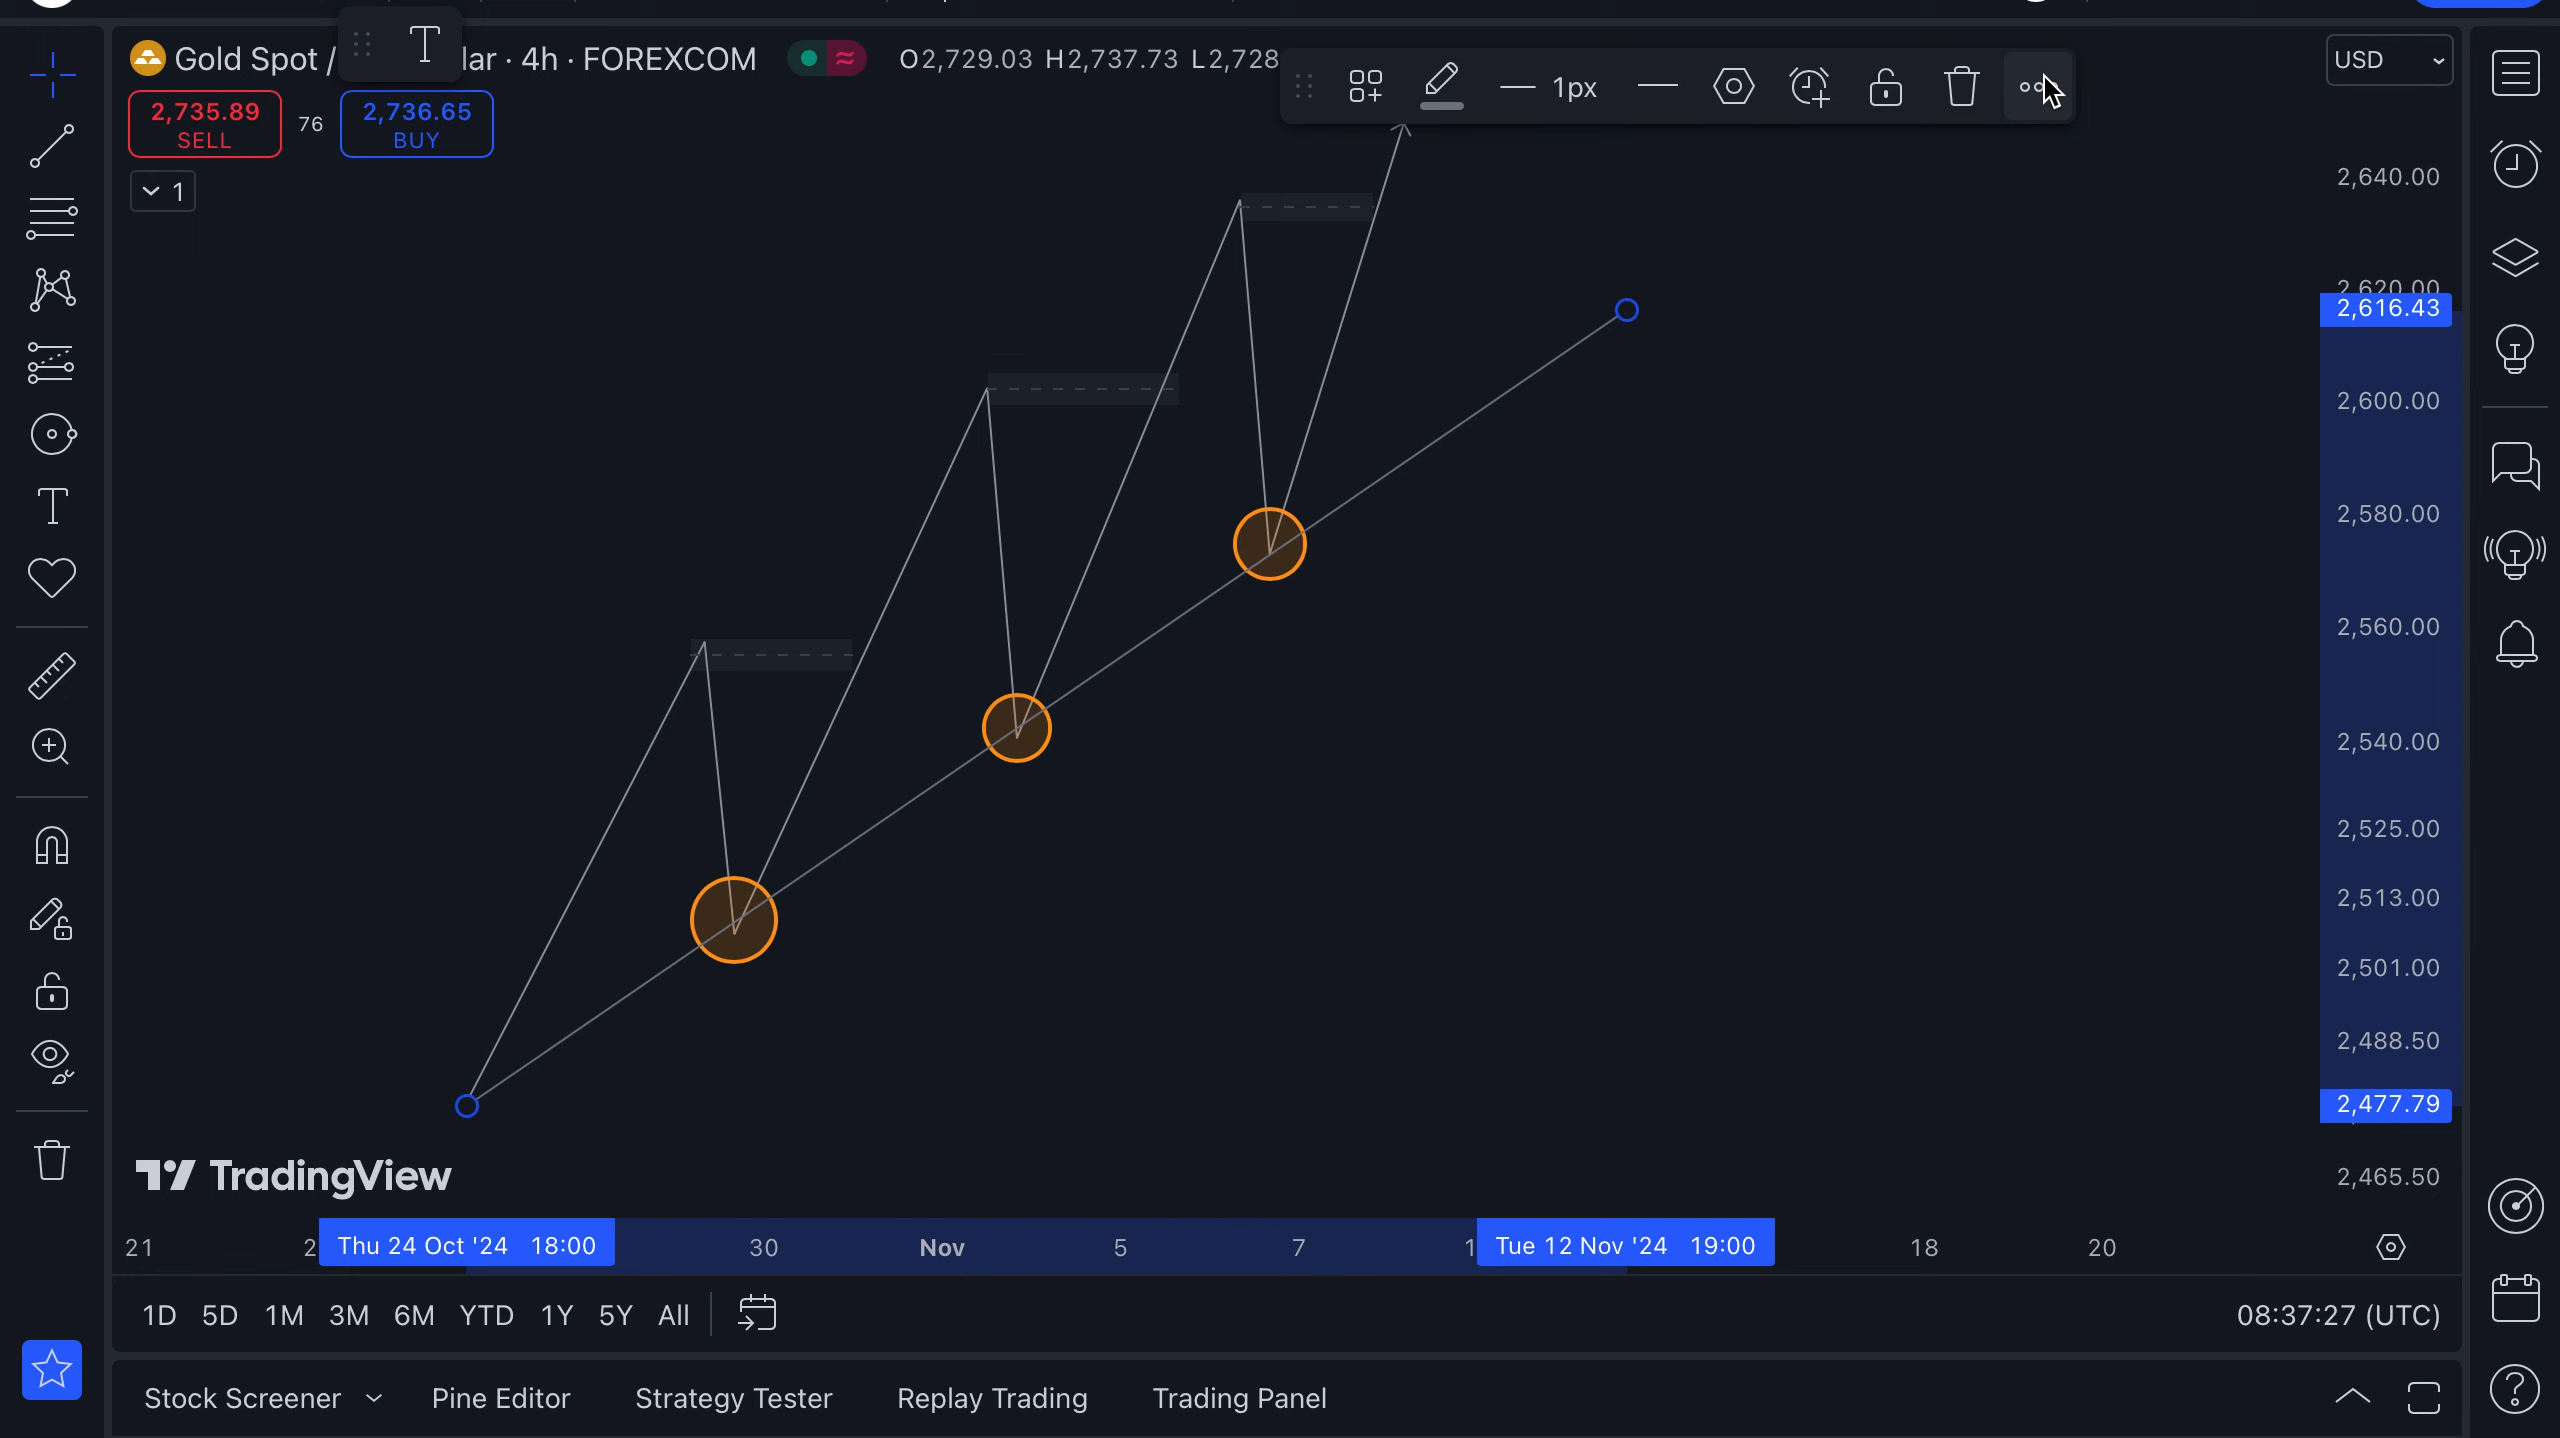 Gold Spot / lar · 4h · FOREXCOM O2,729.03 H2,737.73 L2,728
1px
USD
2,735.89
SELL
76
2,736.65
BUY
1
2,640.00
2,620.00
2,616.43
2,600.00
2,580.00
2,560.00
2,540.00
2,525.00
2,513.00
2,501.00
2,488.50
2,477.79
2,465.50
TradingView
21 2 Thu 24 Oct '24 18:00 30 Nov 5 7 1 Tue 12 Nov '24 19:00 18 20
1D 5D 1M 3M 6M YTD 1Y 5Y All 08:37:27 (UTC)
Stock Screener Pine Editor Strategy Tester Replay Trading Trading Panel